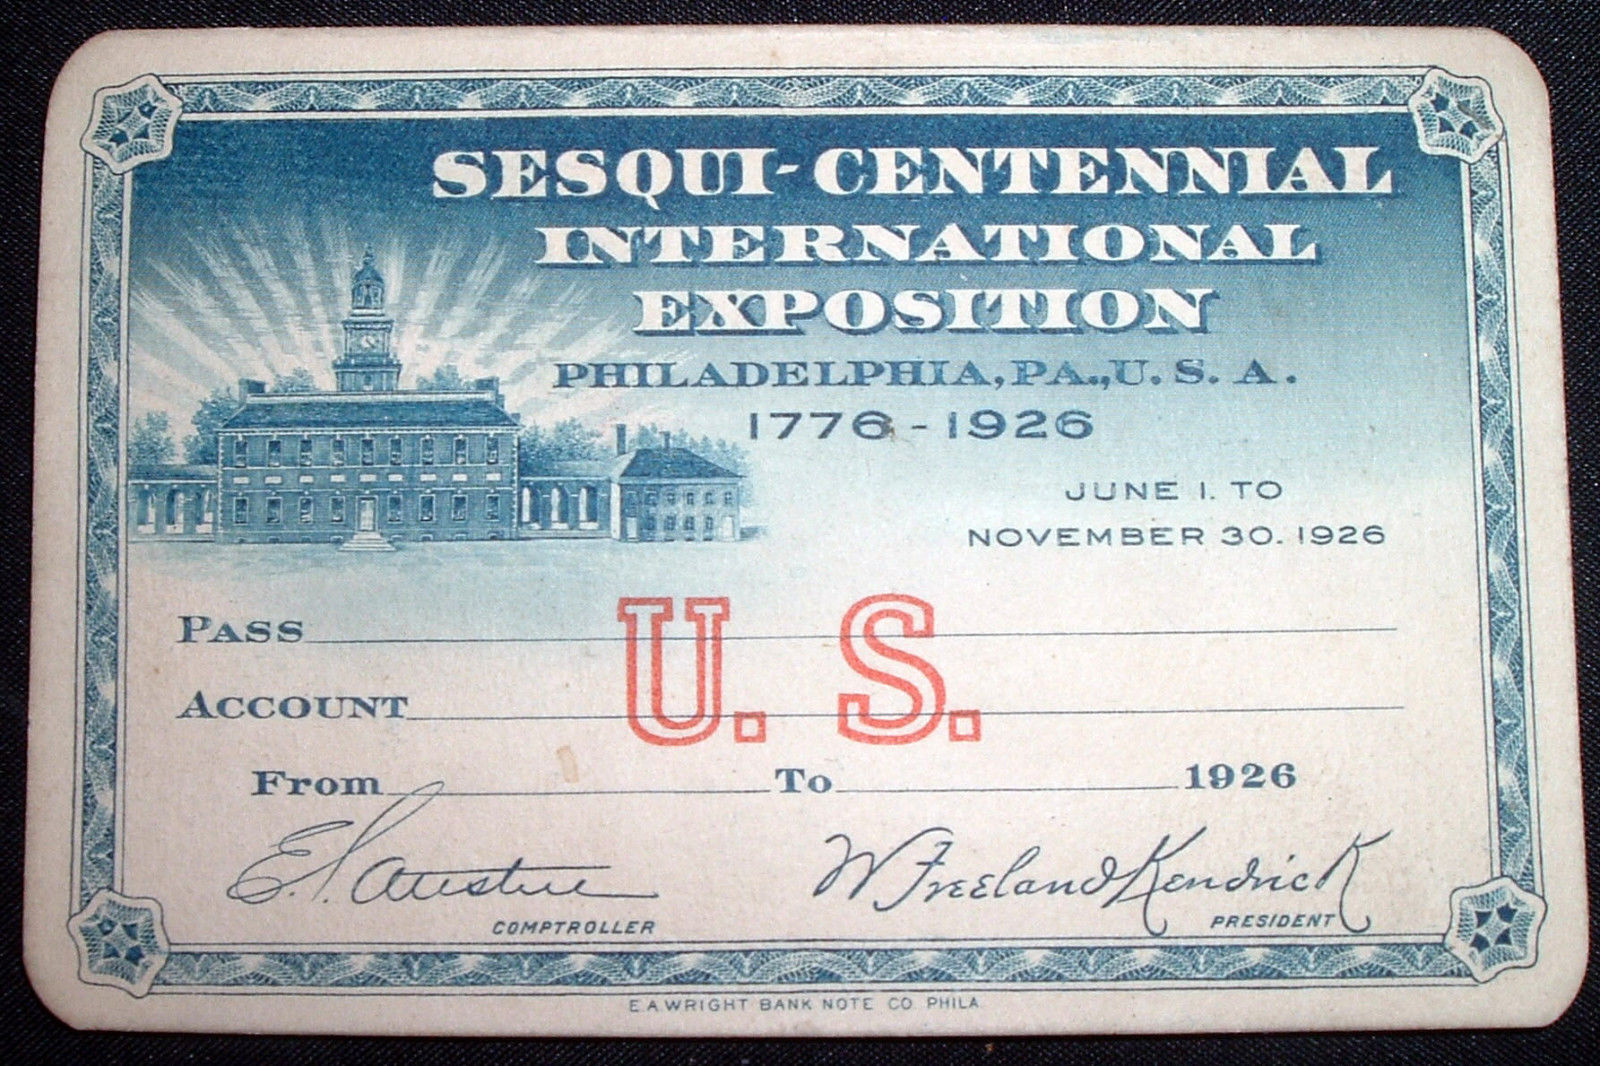 SESQUI-CENTENNIAL
INTERNATIONAL
EXPOSITION
PHILADELPHIA, PA., U. S. A.
1776 - 1926
JUNE 1. TO
NOVEMBER 30. 1926
PASS
U. S.
ACCOUNT
From To 1926
E. L. Austin W. Freeland Kendrick
COMPTROLLER PRESIDENT
E. A. WRIGHT BANK NOTE CO. PHILA.